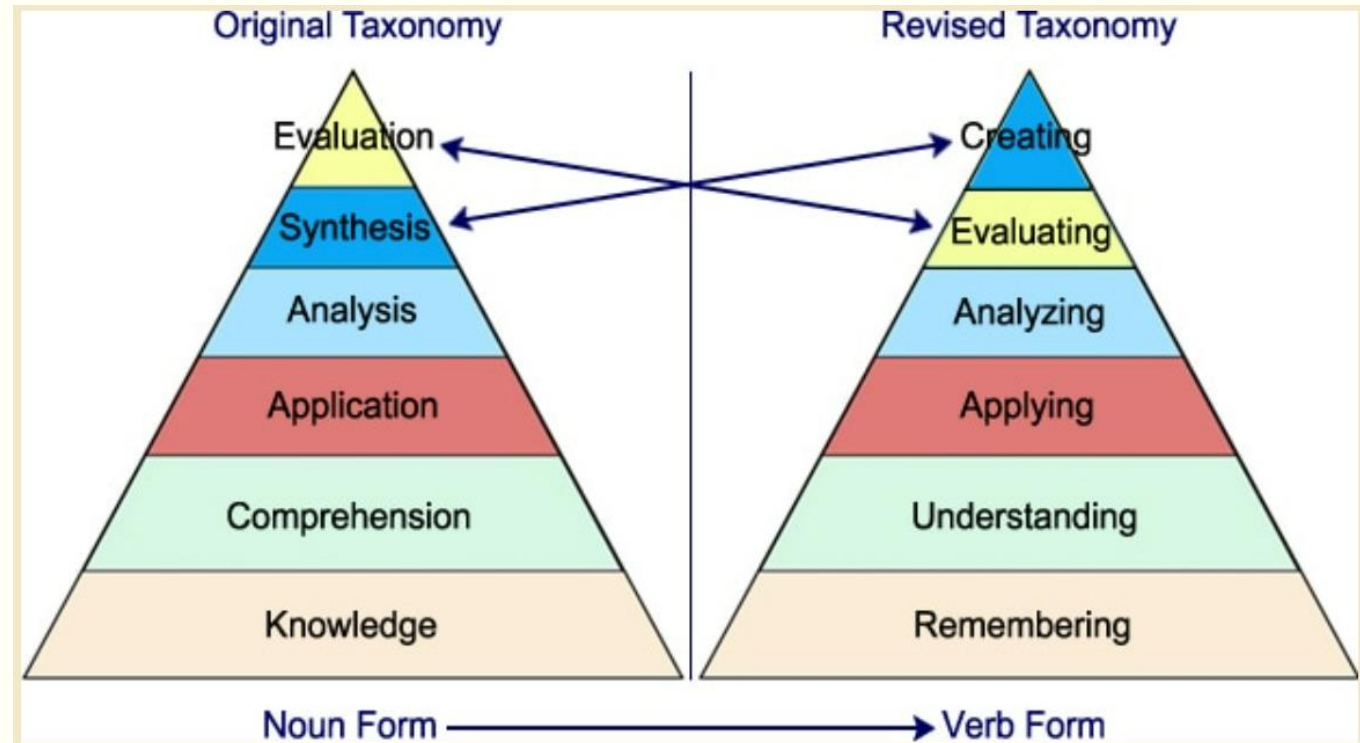 Original Taxonomy
Evaluation
Synthesis
Analysis
Application
Comprehension
Knowledge
Noun Form
Revised Taxonomy
Creating
Evaluating
Analyzing
Applying
Understanding
Remembering
Verb Form